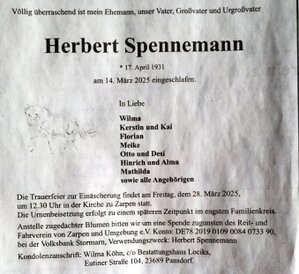 Völlig überraschend ist mein Ehemann, unser Vater, Großvater und Urgroßvater
Herbert Spennemann
* 17. April 1931
am 14. März 2025 eingeschlafen.
In Liebe
Wilma
Kerstin und Kai
Florian
Meike
Otto und Desi
Hinrich und Alma
Mathilda
sowie alle Angehörigen
Die Trauerfeier zur Einäscherung findet am Freitag, dem 28. März 2025,
um 12.30 Uhr in der Kirche zu Zarpen statt.
Die Urnenbeisetzung erfolgt zu einem späteren Zeitpunkt im engsten Familienkreis.
Anstelle zugedachter Blumen bitten wir um eine Spende zugunsten des Reit- und
Fahrverein von Zarpen und Umgebung e.V. Konto: DE78 2019 0109 0084 0733 90,
bei der Volksbank Stormarn, Verwendungszweck: Herbert Spennemann
Kondolenzanschrift: Wilma Köhn, c/o Bestattungshaus Lociks,
Eutiner Straße 104, 23689 Pansdorf.